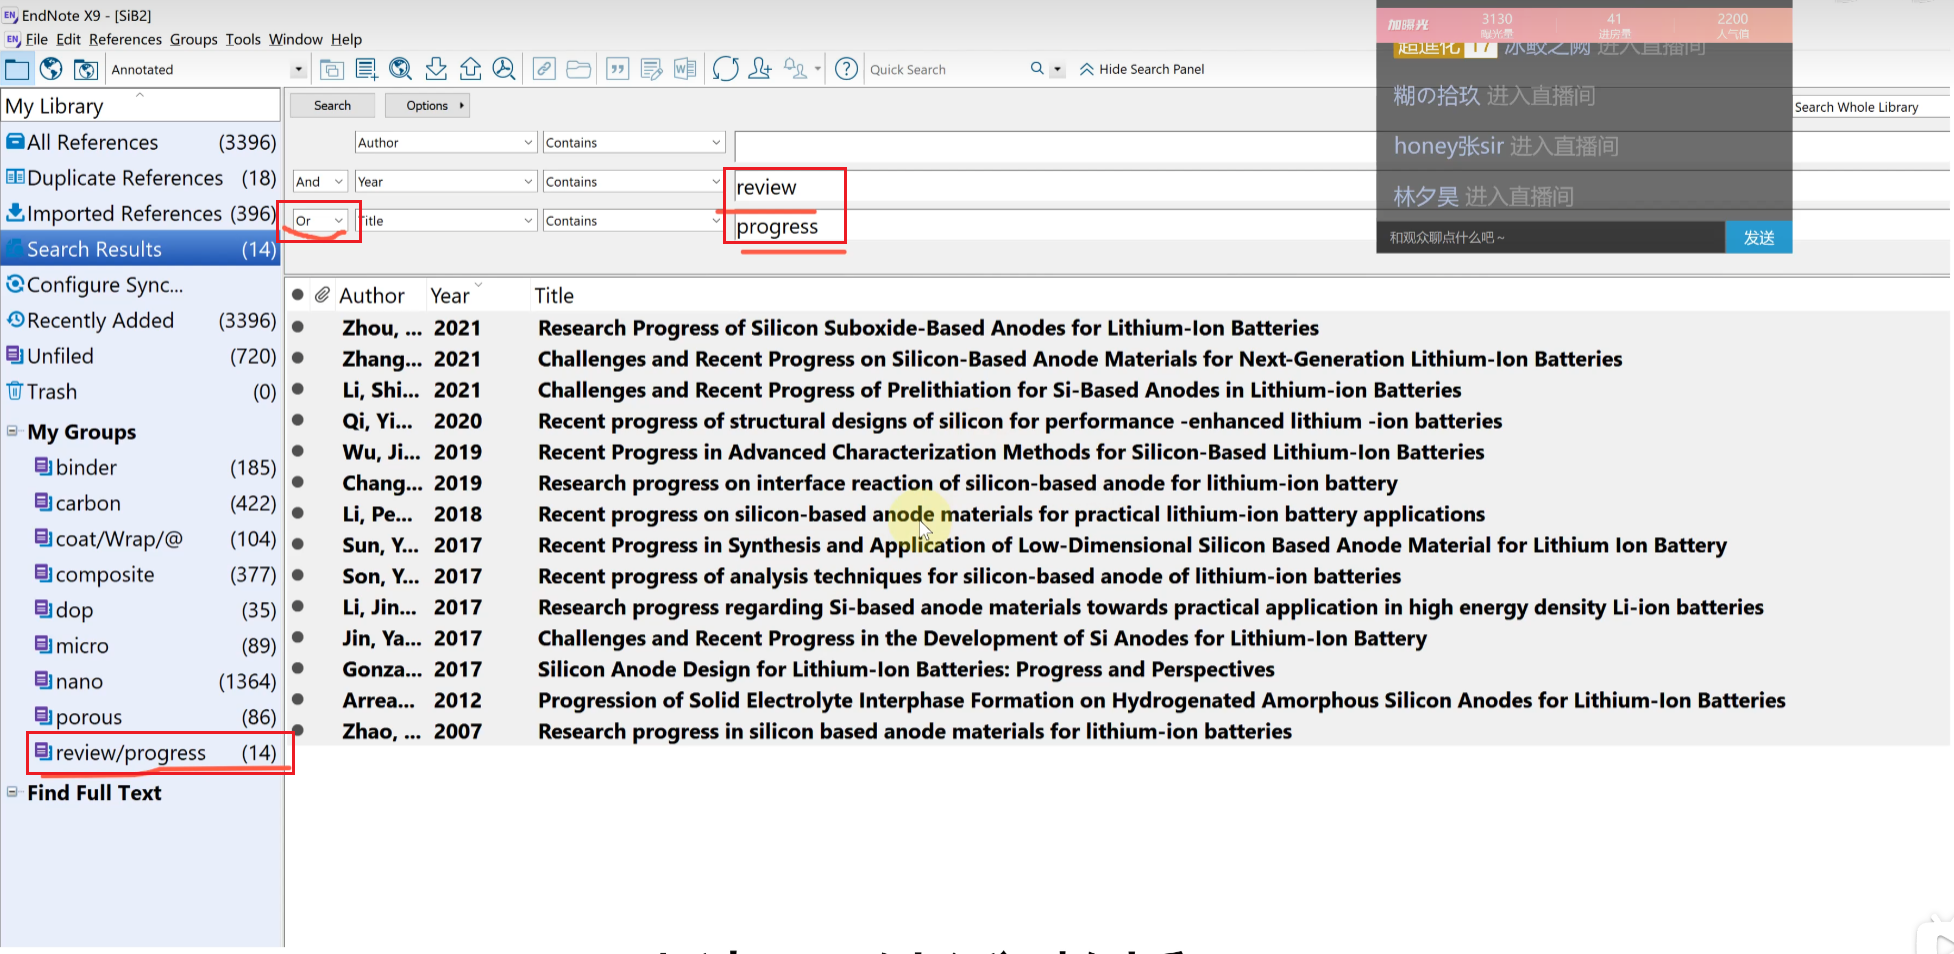 EndNote X9 - [SiB2]
File Edit References Groups Tools Window Help
Annotated
Quick Search
Hide Search Panel
加曝光 3130 曝光量 41 进房量 2200 人气值
超进化 17 冰鲛之阙 进入直播间
糊の拾玖 进入直播间
honey张sir 进入直播间
林夕昊 进入直播间
和观众聊点什么吧~ 发送
My Library
All References (3396)
Duplicate References (18)
Imported References (396)
Search Results (14)
Configure Sync...
Recently Added (3396)
Unfiled (720)
Trash (0)
My Groups
binder (185)
carbon (422)
coat/Wrap/@ (104)
composite (377)
dop (35)
micro (89)
nano (1364)
porous (86)
review/progress (14)
Find Full Text
Search Options Search Whole Library
Author Contains
And Year Contains review
Or Title Contains progress
Author Year Title
Zhou, ... 2021 Research Progress of Silicon Suboxide-Based Anodes for Lithium-Ion Batteries
Zhang... 2021 Challenges and Recent Progress on Silicon-Based Anode Materials for Next-Generation Lithium-Ion Batteries
Li, Shi... 2021 Challenges and Recent Progress of Prelithiation for Si-Based Anodes in Lithium-ion Batteries
Qi, Yi... 2020 Recent progress of structural designs of silicon for performance -enhanced lithium -ion batteries
Wu, Ji... 2019 Recent Progress in Advanced Characterization Methods for Silicon-Based Lithium-Ion Batteries
Chang... 2019 Research progress on interface reaction of silicon-based anode for lithium-ion battery
Li, Pe... 2018 Recent progress on silicon-based anode materials for practical lithium-ion battery applications
Sun, Y... 2017 Recent Progress in Synthesis and Application of Low-Dimensional Silicon Based Anode Material for Lithium Ion Battery
Son, Y... 2017 Recent progress of analysis techniques for silicon-based anode of lithium-ion batteries
Li, Jin... 2017 Research progress regarding Si-based anode materials towards practical application in high energy density Li-ion batteries
Jin, Ya... 2017 Challenges and Recent Progress in the Development of Si Anodes for Lithium-Ion Battery
Gonza... 2017 Silicon Anode Design for Lithium-Ion Batteries: Progress and Perspectives
Arrea... 2012 Progression of Solid Electrolyte Interphase Formation on Hydrogenated Amorphous Silicon Anodes for Lithium-Ion Batteries
Zhao, ... 2007 Research progress in silicon based anode materials for lithium-ion batteries